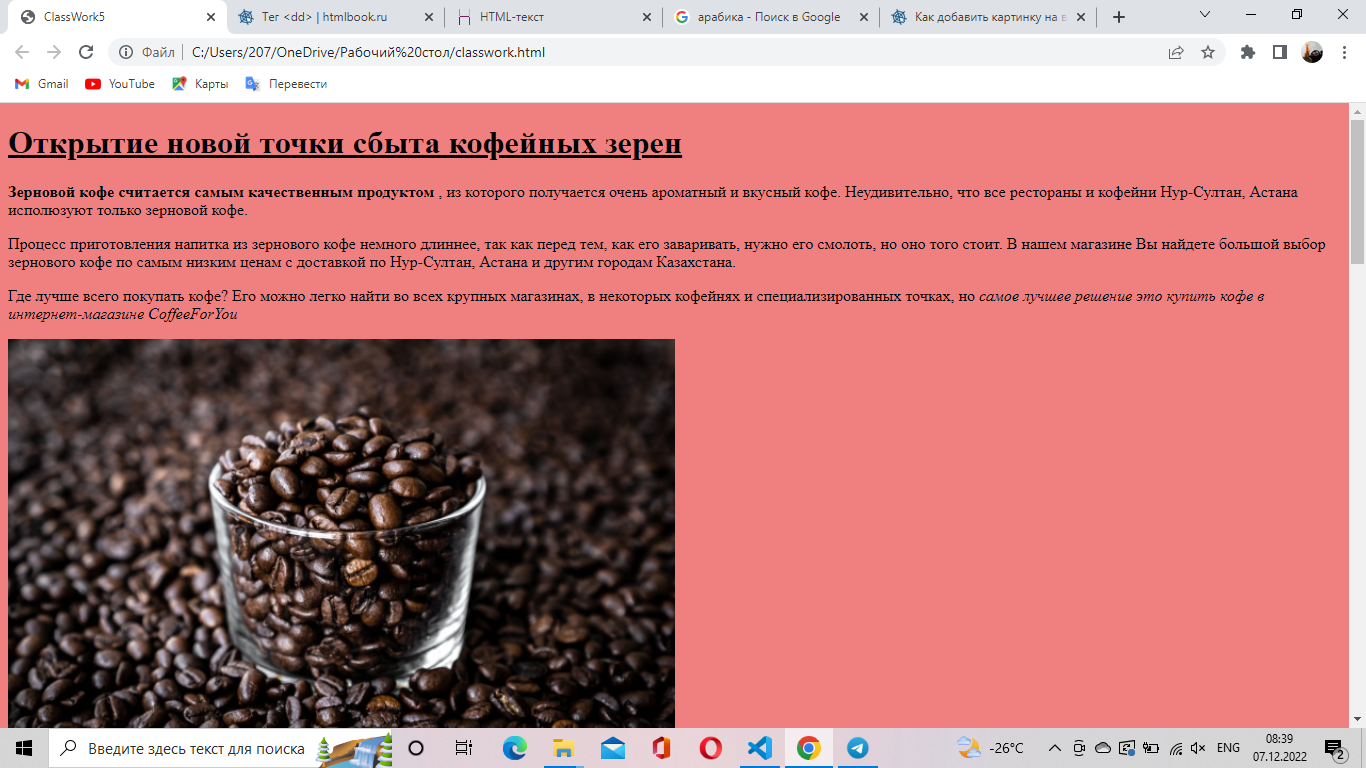 ClassWork5
Тег <dd> | htmlbook.ru
HTML-текст
арабика - Поиск в Google
Как добавить картинку на в
Файл
C:/Users/207/OneDrive/Рабочий%20стол/classwork.html
Gmail
YouTube
Карты
Перевести
Открытие новой точки сбыта кофейных зерен
Зерновой кофе считается самым качественным продуктом , из которого получается очень ароматный и вкусный кофе. Неудивительно, что все рестораны и кофейни Нур-Султан, Астана
исполюзуют только зерновой кофе.
Процесс приготовления напитка из зернового кофе немного длиннее, так как перед тем, как его заваривать, нужно его смолоть, но оно того стоит. В нашем магазине Вы найдете большой выбор
зернового кофе по самым низким ценам с доставкой по Нур-Султан, Астана и другим городам Казахстана.
Где лучше всего покупать кофе? Его можно легко найти во всех крупных магазинах, в некоторых кофейнях и специализированных точках, но самое лучшее решение это купить кофе в
интернет-магазине CoffeeForYou
Введите здесь текст для поиска
-26°C
ENG
08:39
07.12.2022
2